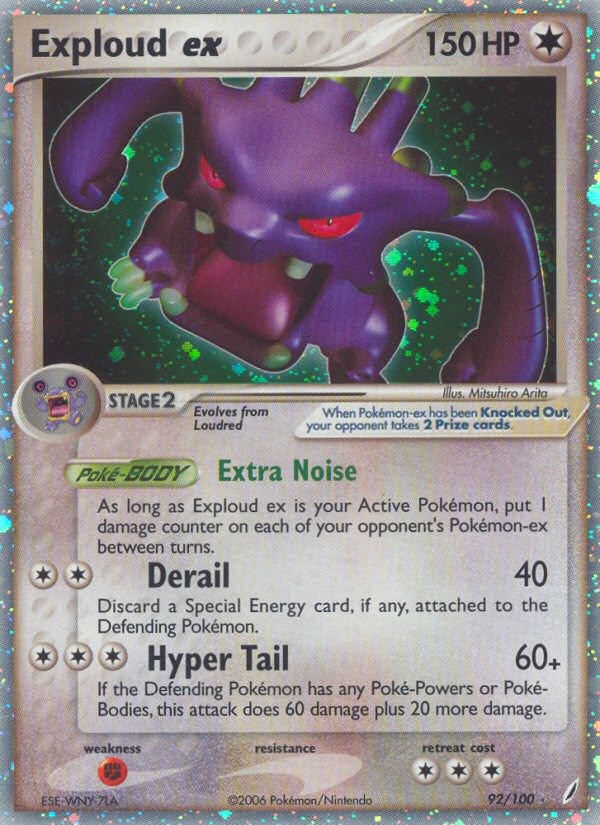 Exploud ex 150 HP
Illus. Mitsuhiro Arita
STAGE 2
Evolves from
Loudred
When Pokémon-ex has been Knocked Out,
your opponent takes 2 Prize cards.
Poké-BODY Extra Noise
As long as Exploud ex is your Active Pokémon, put 1
damage counter on each of your opponent's Pokémon-ex
between turns.
Derail 40
Discard a Special Energy card, if any, attached to the
Defending Pokémon.
Hyper Tail 60+
If the Defending Pokémon has any Poké-Powers or Poké-
Bodies, this attack does 60 damage plus 20 more damage.
weakness resistance retreat cost
ESE-WNY-7LA ©2006 Pokémon/Nintendo 92/100